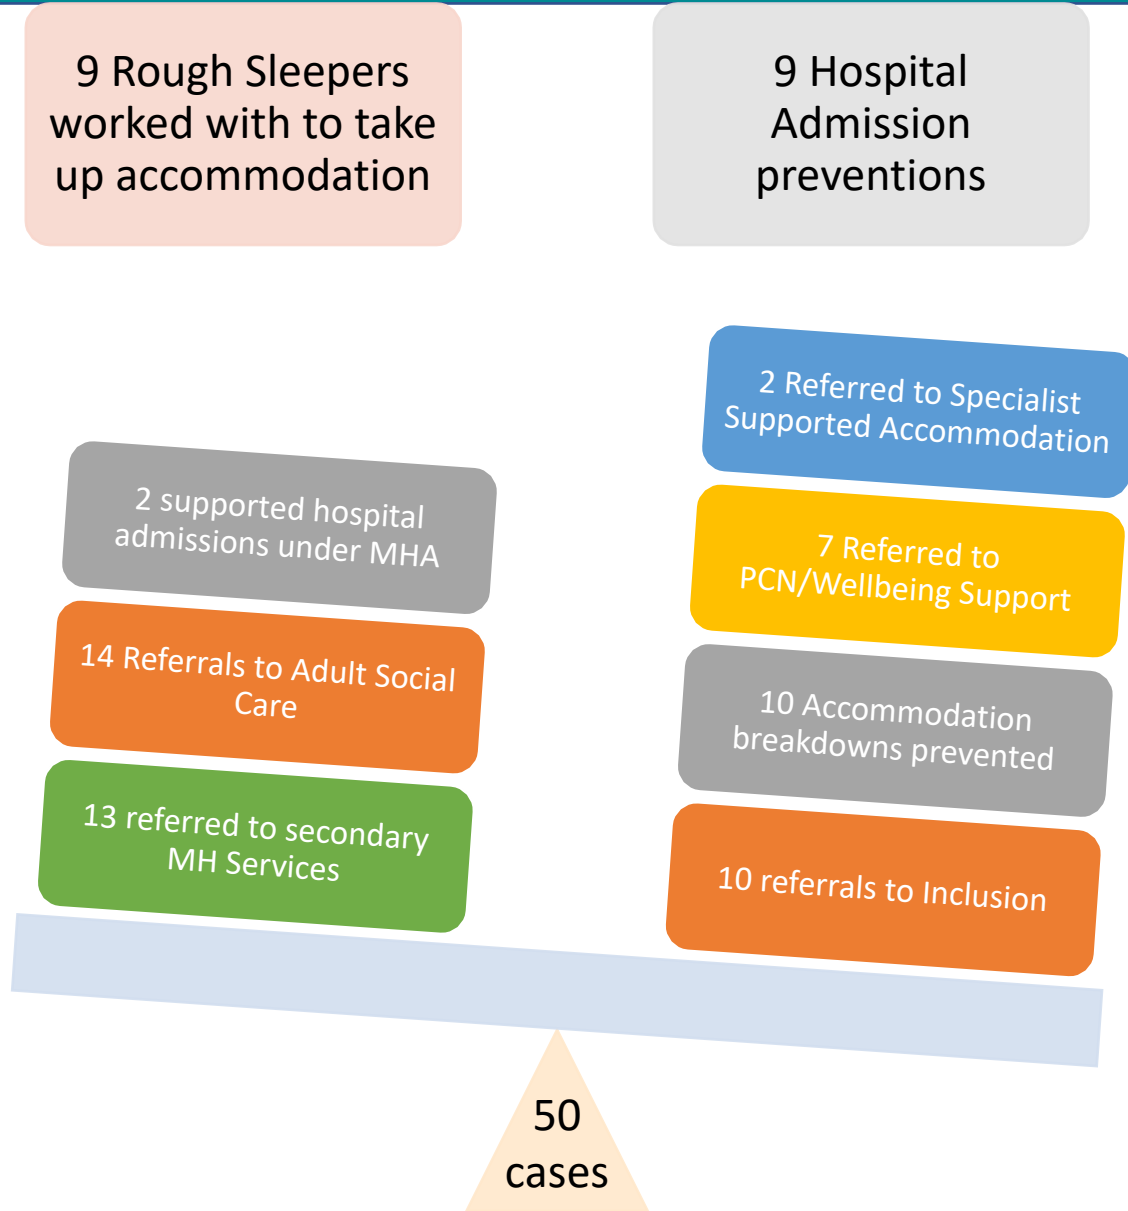 9 Rough Sleepers
worked with to take
up accommodation
9 Hospital
Admission
preventions
2 supported hospital
admissions under MHA
14 Referrals to Adult Social
Care
13 referred to secondary
MH Services
2 Referred to Specialist
Supported Accommodation
7 Referred to
PCN/Wellbeing Support
10 Accommodation
breakdowns prevented
10 referrals to Inclusion
50
cases